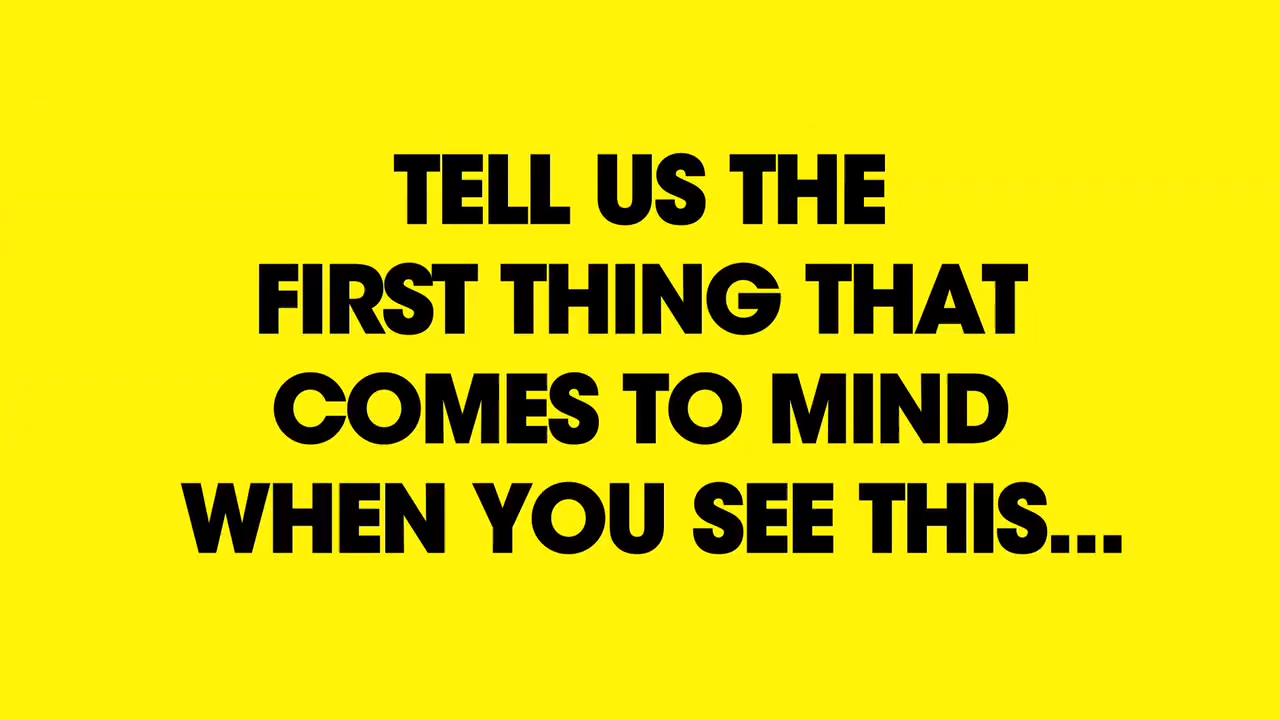 TELL US THE
FIRST THING THAT
COMES TO MIND
WHEN YOU SEE THIS...